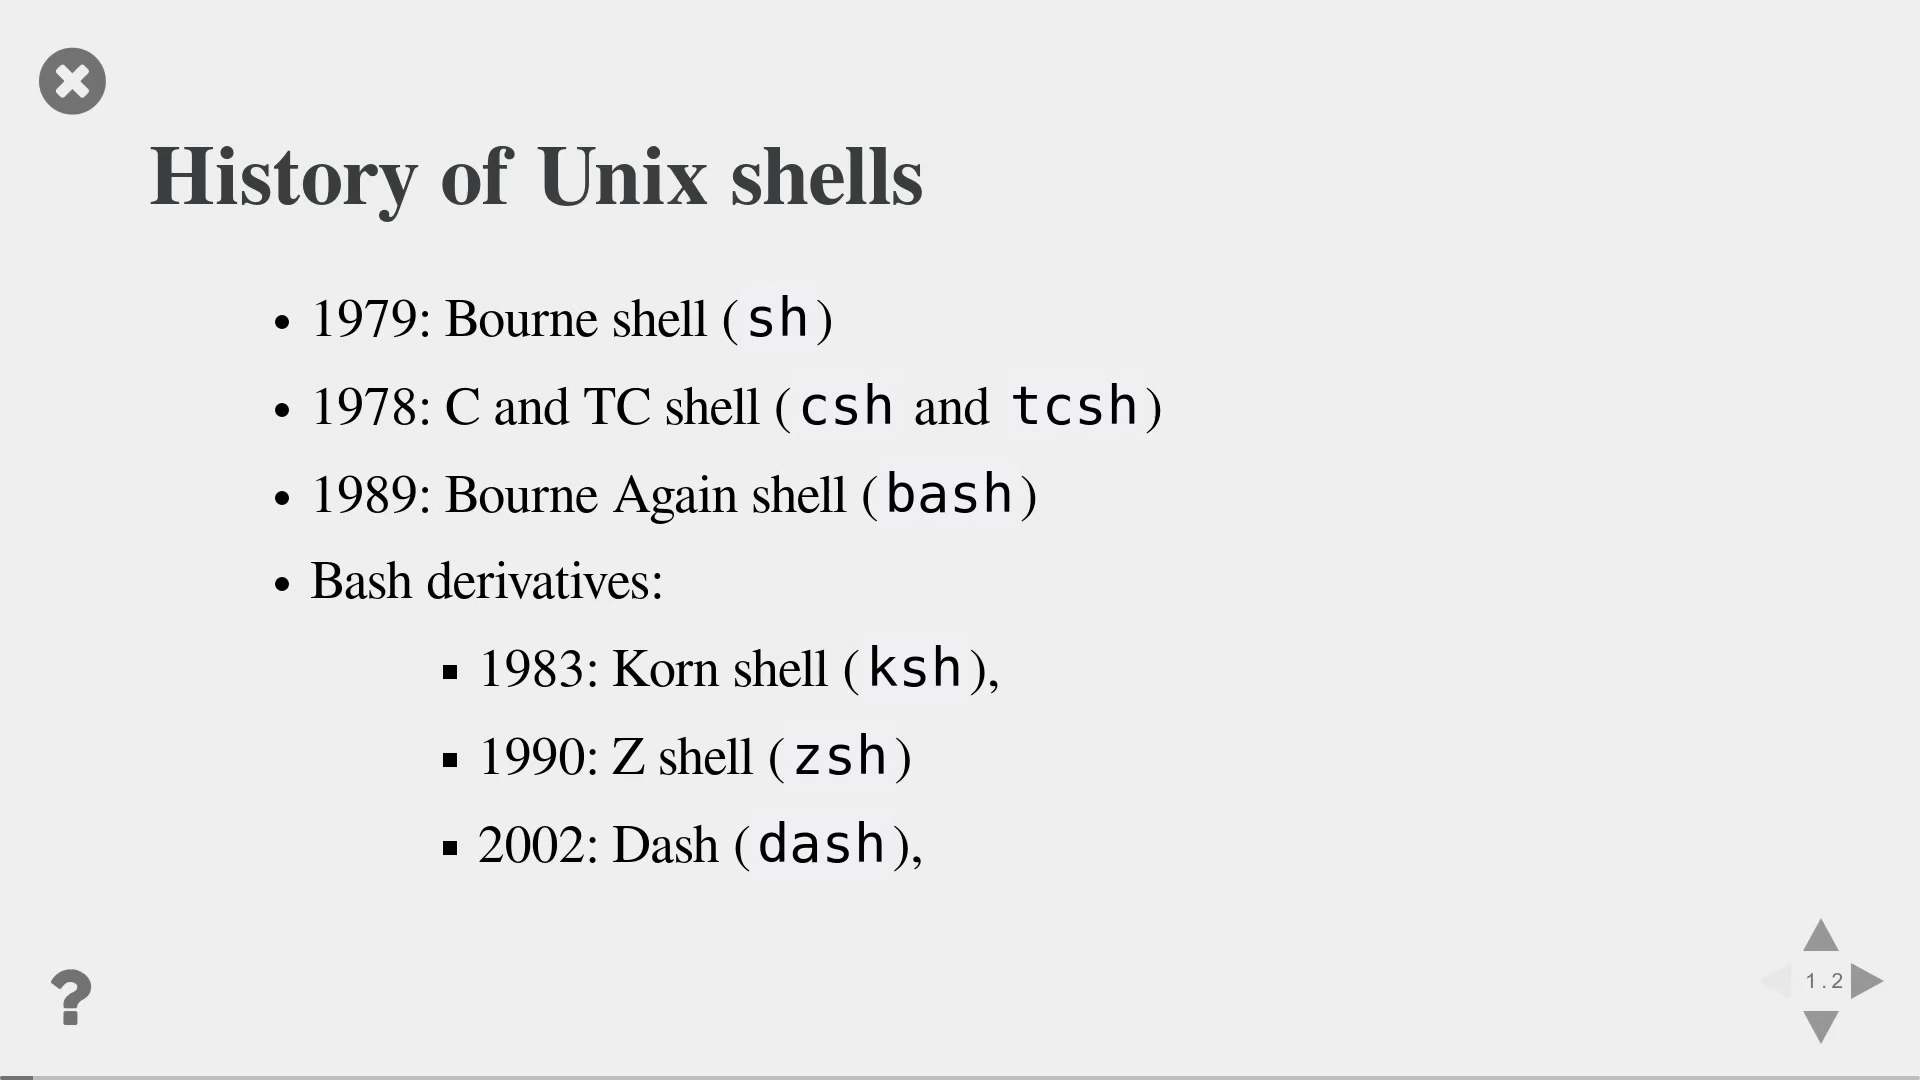 History of Unix shells
• 1979: Bourne shell (sh)
• 1978: C and TC shell (csh and tcsh)
• 1989: Bourne Again shell (bash)
• Bash derivatives:
▪ 1983: Korn shell (ksh),
▪ 1990: Z shell (zsh)
▪ 2002: Dash (dash),
?
1.2